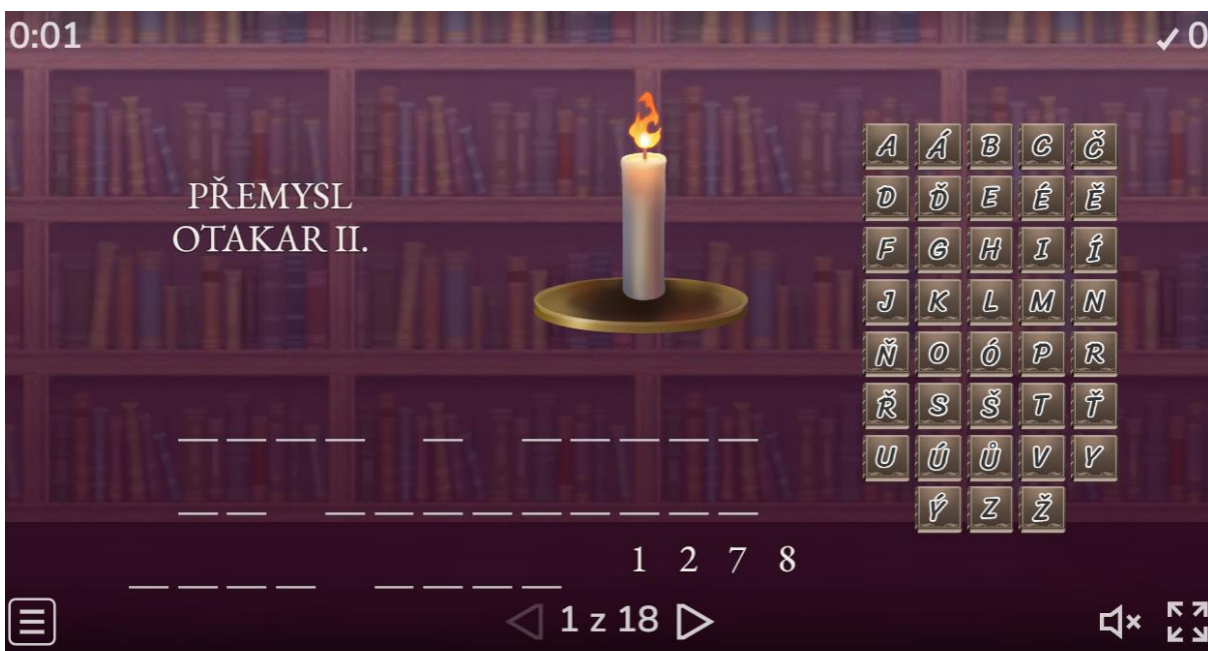 0:01
✓ 0
PŘEMYSL
OTAKAR II.
A Á B C Č
D Ď E É Ě
F G H I Í
J K L M N
Ň O Ó P R
Ř S Š T Ť
U Ú Ů V Y
Ý Z Ž
1 2 7 8
1 z 18